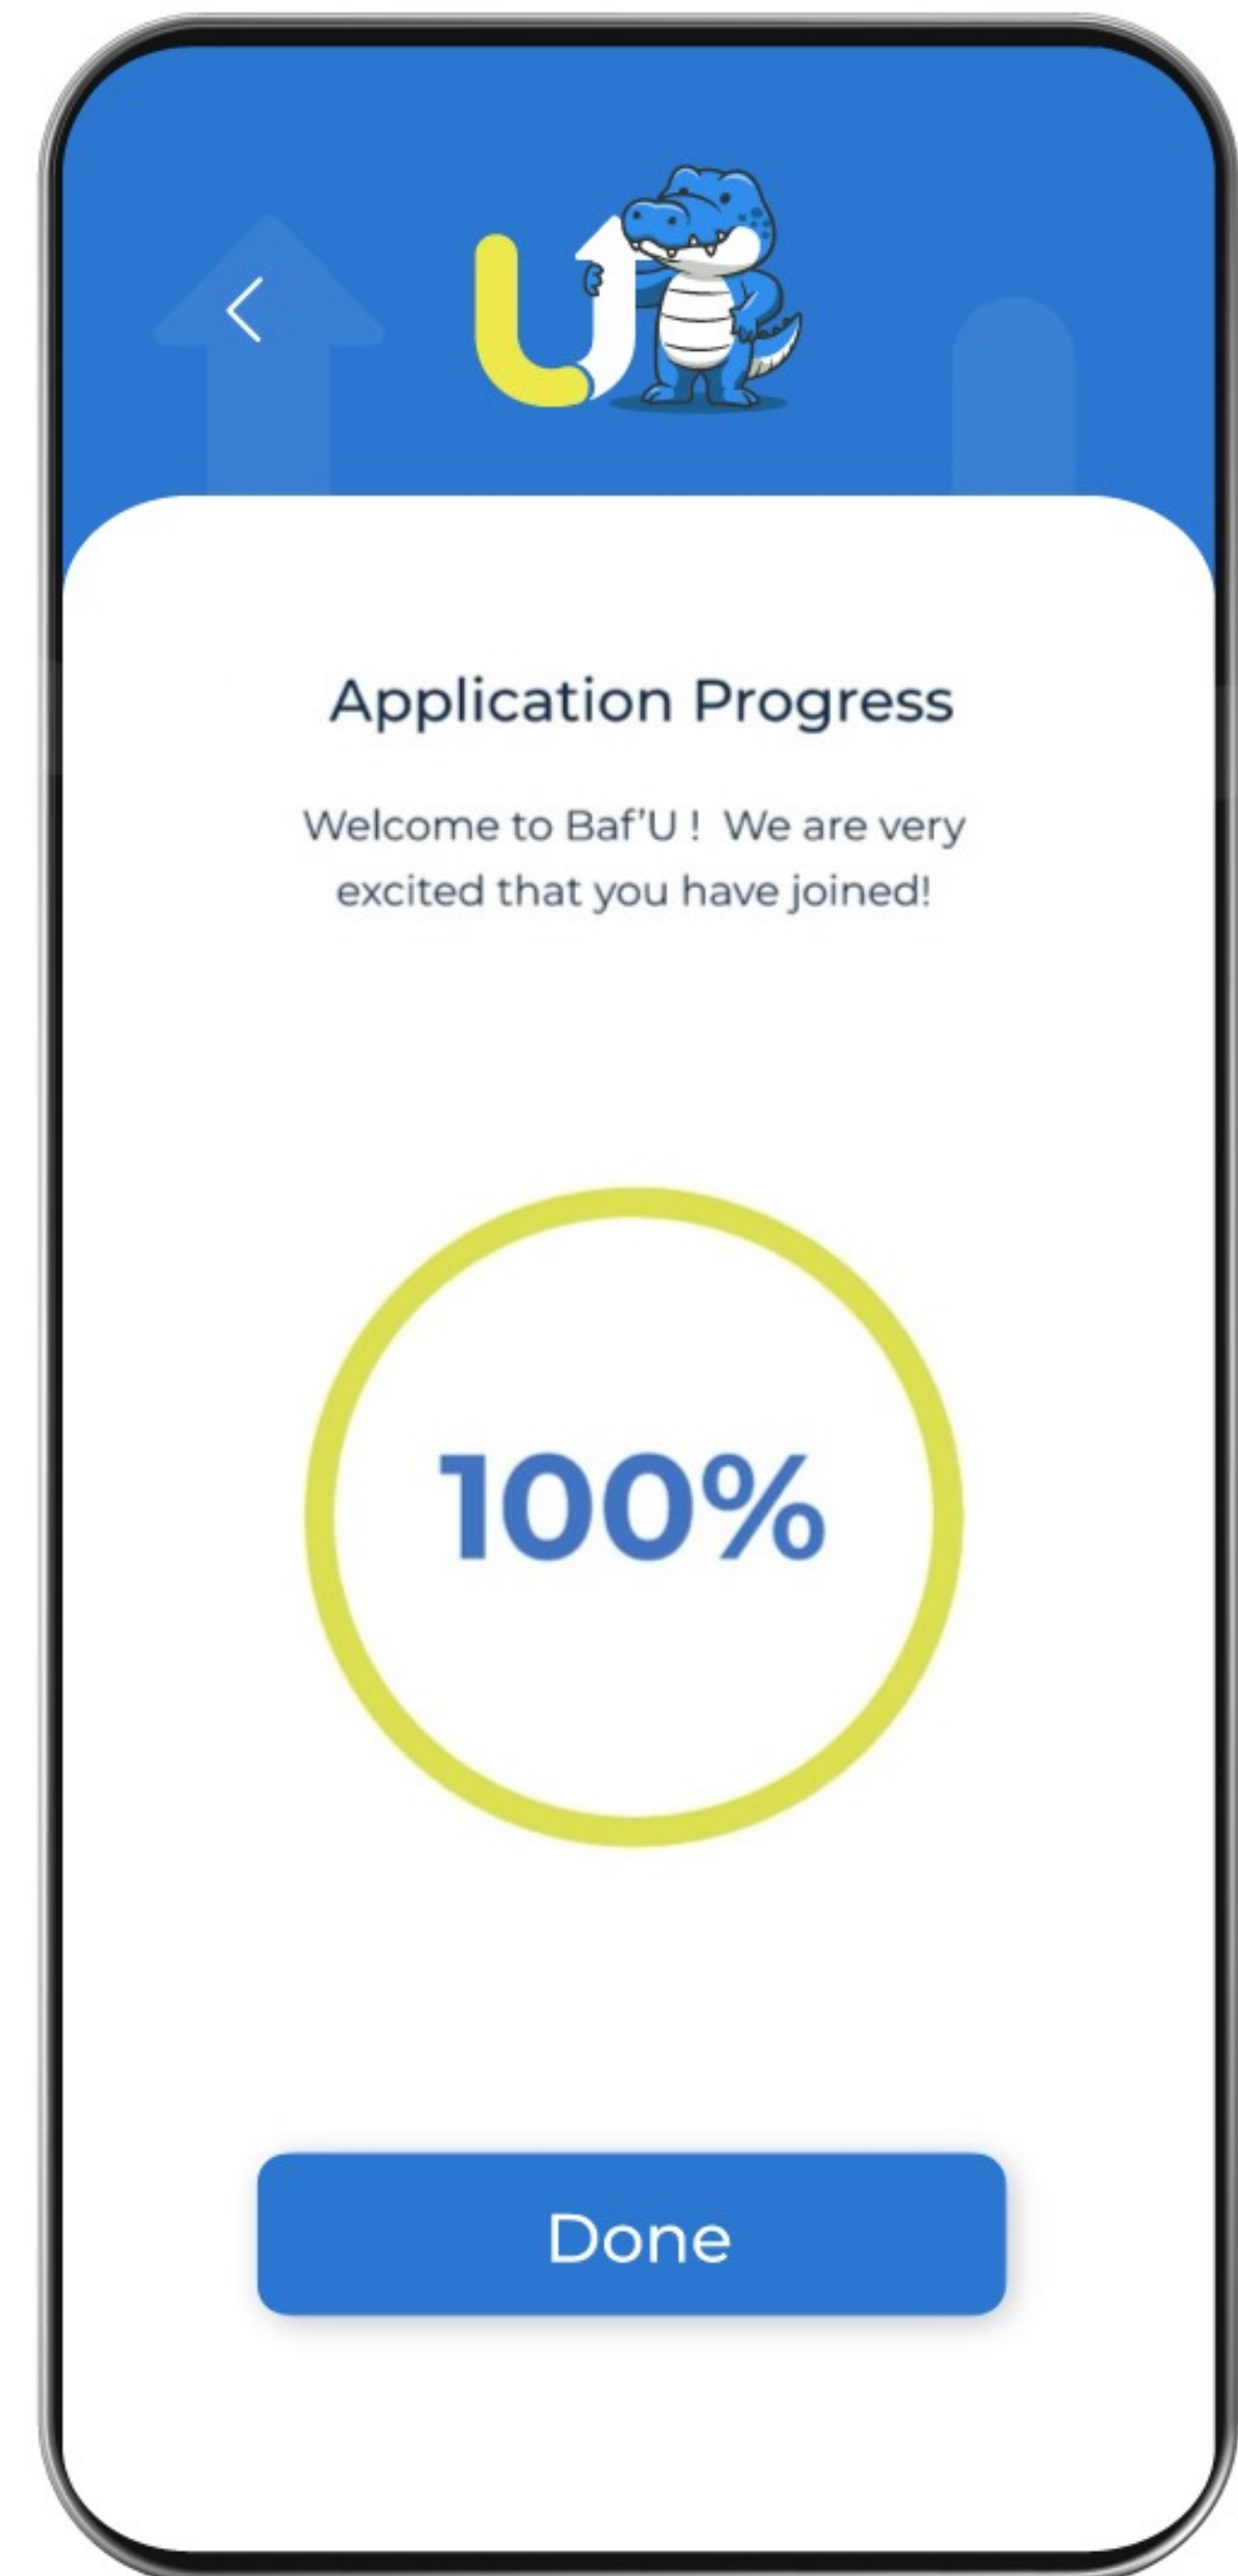 U
Application Progress
Welcome to Baf'U ! We are very
excited that you have joined!
100%
Done